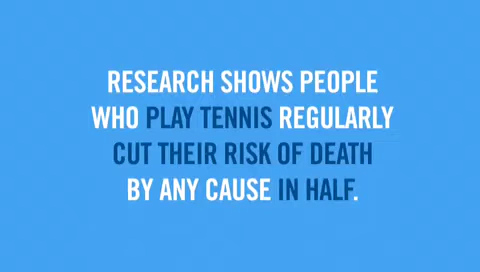 RESEARCH SHOWS PEOPLE
WHO PLAY TENNIS REGULARLY
CUT THEIR RISK OF DEATH
BY ANY CAUSE IN HALF.